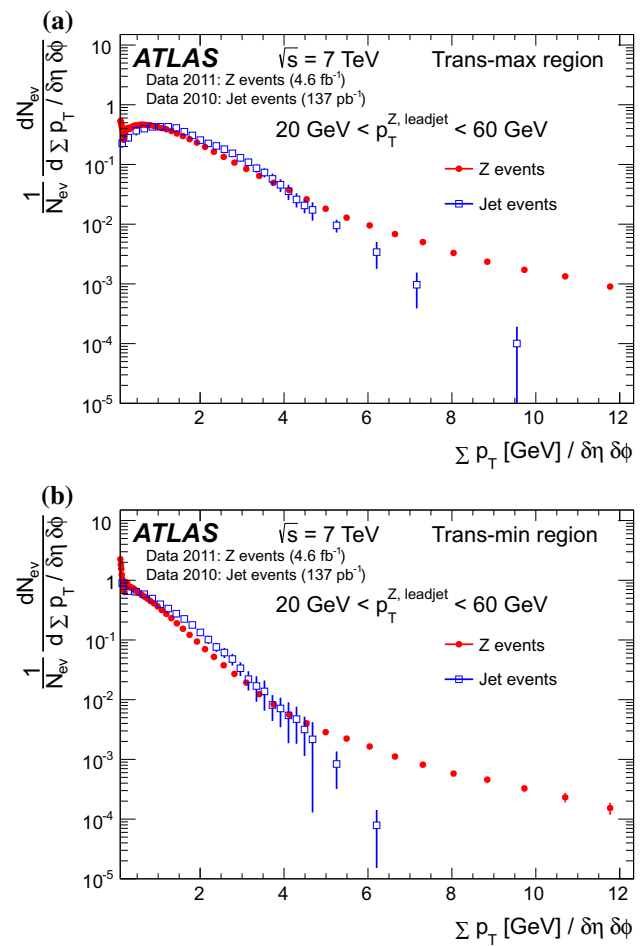 (a)
10
ATLAS √s = 7 TeV Trans-max region
Data 2011: Z events (4.6 fb⁻¹)
Data 2010: Jet events (137 pb⁻¹)
1
20 GeV < p_T^{Z, leadjet} < 60 GeV
10⁻¹
Z events
Jet events
10⁻²
10⁻³
10⁻⁴
10⁻⁵
1/N_ev dN_ev / d Σ p_T / δη δϕ
2 4 6 8 10 12
Σ p_T [GeV] / δη δϕ
(b)
10
ATLAS √s = 7 TeV Trans-min region
Data 2011: Z events (4.6 fb⁻¹)
Data 2010: Jet events (137 pb⁻¹)
1
20 GeV < p_T^{Z, leadjet} < 60 GeV
10⁻¹
Z events
Jet events
10⁻²
10⁻³
10⁻⁴
10⁻⁵
1/N_ev dN_ev / d Σ p_T / δη δϕ
2 4 6 8 10 12
Σ p_T [GeV] / δη δϕ